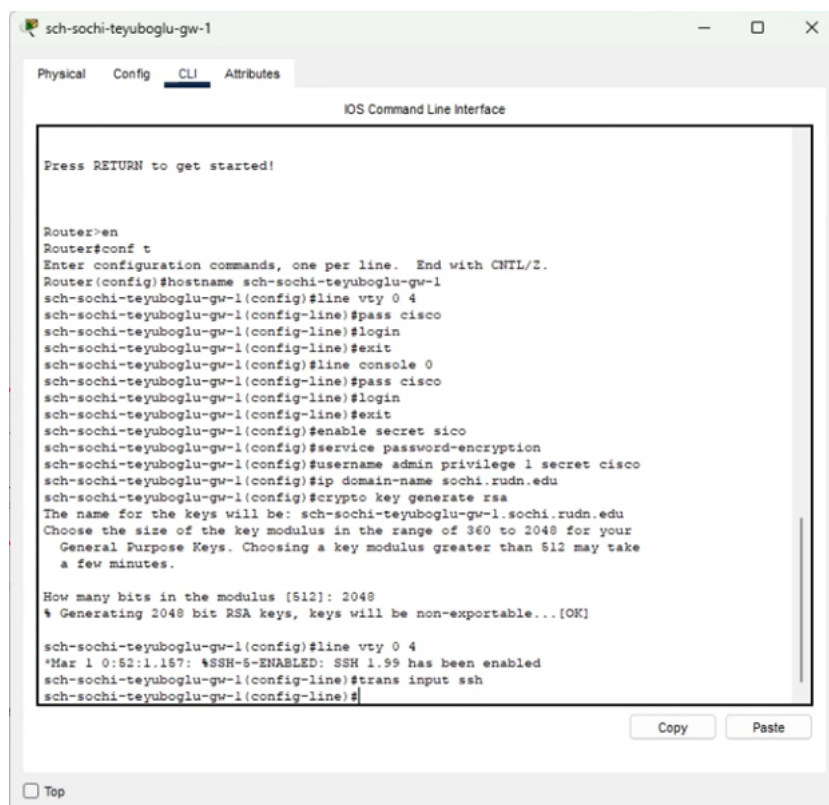 sch-sochi-teyuboglu-gw-1
Physical Config CLI Attributes
IOS Command Line Interface
Press RETURN to get started!
Router>en
Router#conf t
Enter configuration commands, one per line.  End with CNTL/Z.
Router(config)#hostname sch-sochi-teyuboglu-gw-1
sch-sochi-teyuboglu-gw-1(config)#line vty 0 4
sch-sochi-teyuboglu-gw-1(config-line)#pass cisco
sch-sochi-teyuboglu-gw-1(config-line)#login
sch-sochi-teyuboglu-gw-1(config-line)#exit
sch-sochi-teyuboglu-gw-1(config)#line console 0
sch-sochi-teyuboglu-gw-1(config-line)#pass cisco
sch-sochi-teyuboglu-gw-1(config-line)#login
sch-sochi-teyuboglu-gw-1(config-line)#exit
sch-sochi-teyuboglu-gw-1(config)#enable secret sico
sch-sochi-teyuboglu-gw-1(config)#service password-encryption
sch-sochi-teyuboglu-gw-1(config)#username admin privilege 1 secret cisco
sch-sochi-teyuboglu-gw-1(config)#ip domain-name sochi.rudn.edu
sch-sochi-teyuboglu-gw-1(config)#crypto key generate rsa
The name for the keys will be: sch-sochi-teyuboglu-gw-1.sochi.rudn.edu
Choose the size of the key modulus in the range of 360 to 2048 for your
General Purpose Keys. Choosing a key modulus greater than 512 may take
a few minutes.
How many bits in the modulus [512]: 2048
% Generating 2048 bit RSA keys, keys will be non-exportable...[OK]
sch-sochi-teyuboglu-gw-1(config)#line vty 0 4
*Mar 1 0:52:1.157: %SSH-5-ENABLED: SSH 1.99 has been enabled
sch-sochi-teyuboglu-gw-1(config-line)#trans input ssh
sch-sochi-teyuboglu-gw-1(config-line)#
Copy Paste
Top